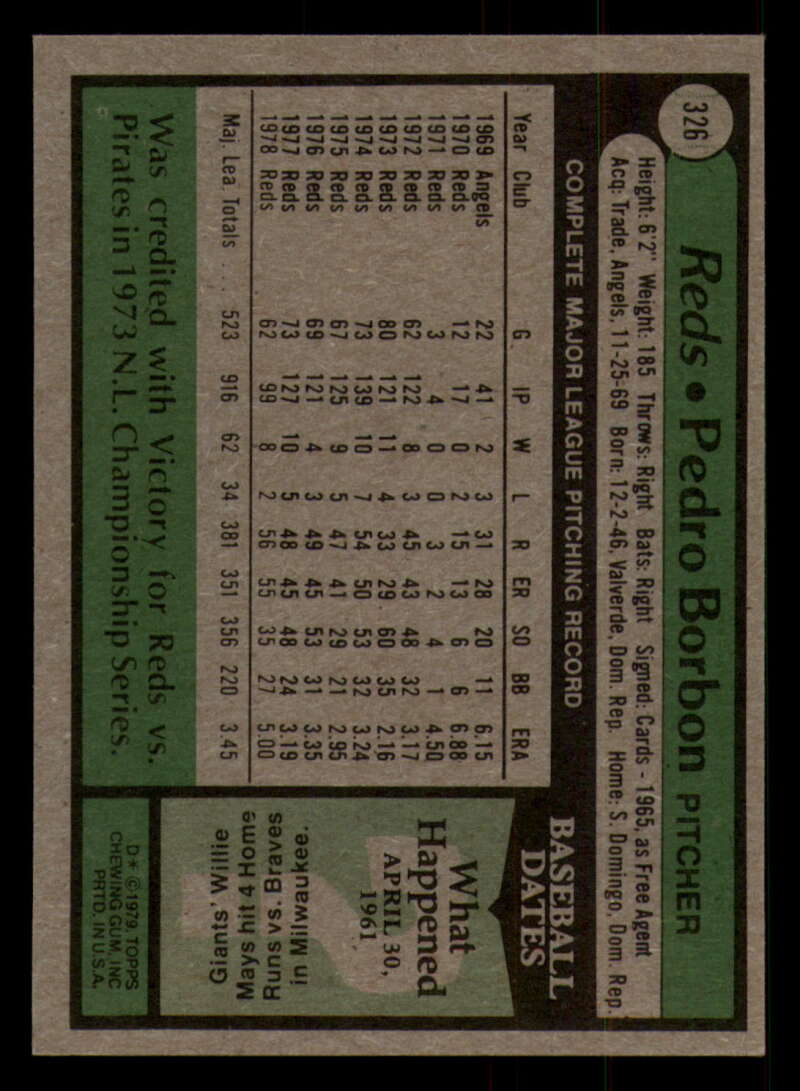 326
Reds • Pedro Borbon PITCHER
Height: 6'2" Weight: 185 Throws: Right Bats: Right Signed: Cards - 1965, as Free Agent
Acq: Trade, Angels, 11-25-69 Born: 12-2-46, Valverde, Dom. Rep. Home: S. Domingo, Dom. Rep.
COMPLETE MAJOR LEAGUE PITCHING RECORD
Year Club G IP W L R ER SO BB ERA
1969 Angels 22 41 2 3 31 28 20 11 6.15
1970 Reds 12 17 0 2 15 13 6 6 6.88
1971 Reds 3 4 0 0 3 2 4 1 4.50
1972 Reds 62 122 8 3 45 43 48 32 3.17
1973 Reds 80 121 11 4 33 29 60 35 2.16
1974 Reds 73 139 10 7 54 50 53 32 3.24
1975 Reds 67 125 9 5 47 41 29 21 2.95
1976 Reds 69 121 4 3 49 45 53 31 3.35
1977 Reds 73 127 10 5 48 45 48 24 3.19
1978 Reds 62 99 8 2 56 55 35 27 5.00
Maj. Lea. Totals 523 916 62 34 381 351 356 220 3.45
Was credited with Victory for Reds vs.
Pirates in 1973 N.L. Championship Series.
BASEBALL
DATES
What
Happened
APRIL 30,
1961
Giants' Willie
Mays hit 4 Home
Runs vs. Braves
in Milwaukee.
D* © 1979 TOPPS
CHEWING GUM, INC
PRTD. IN U.S.A.